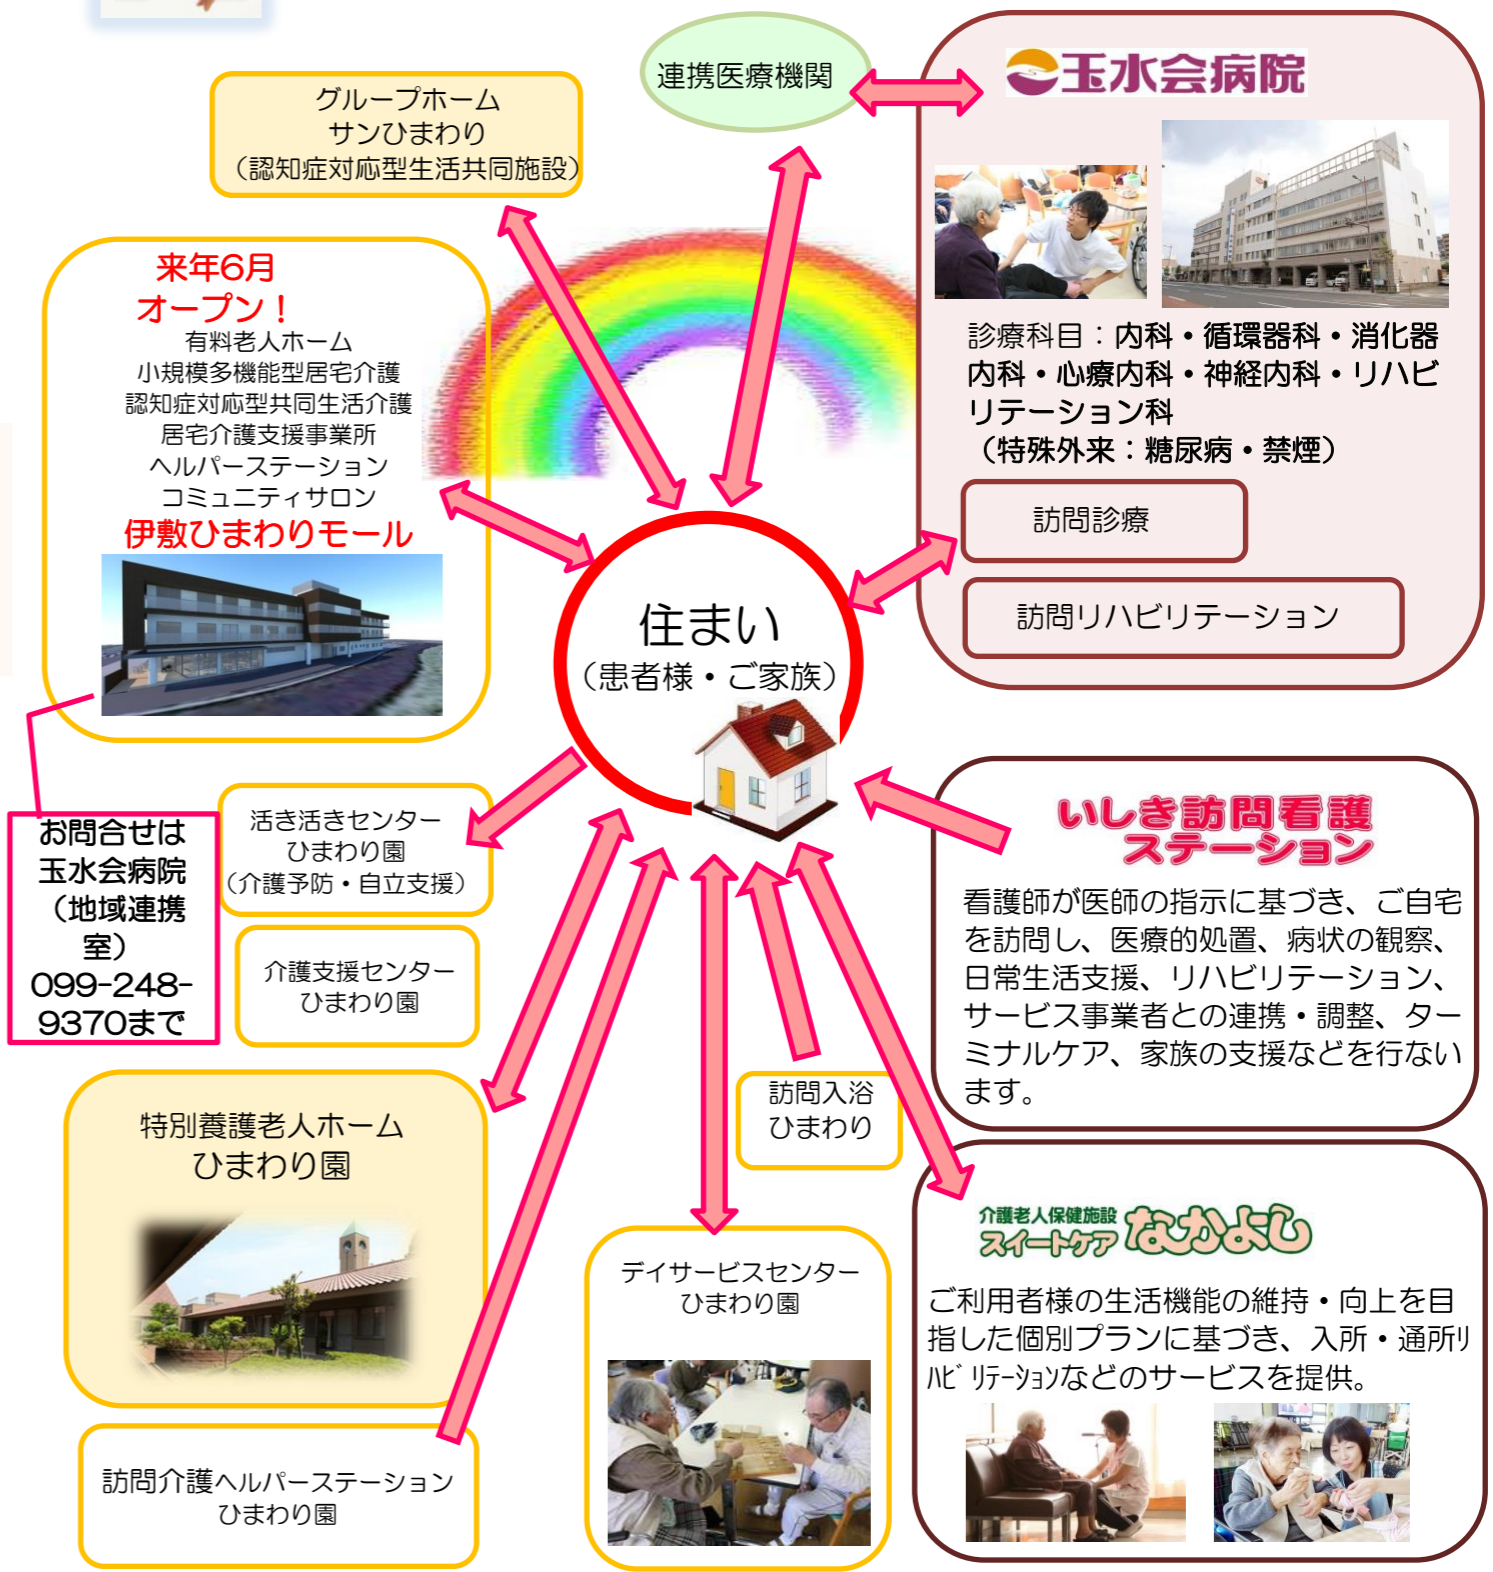 連携医療機関
玉水会病院
グループホーム
サンひまわり
（認知症対応型生活共同施設）
来年6月
オープン！
有料老人ホーム
小規模多機能型居宅介護
認知症対応型共同生活介護
居宅介護支援事業所
ヘルパーステーション
コミュニティサロン
伊敷ひまわりモール
診療科目：内科・循環器科・消化器
内科・心療内科・神経内科・リハビ
リテーション科
（特殊外来：糖尿病・禁煙）
訪問診療
訪問リハビリテーション
住まい
（患者様・ご家族）
お問合せは
玉水会病院
（地域連携
室）
099-248-
9370まで
活き活きセンター
ひまわり園
（介護予防・自立支援）
介護支援センター
ひまわり園
いしき訪問看護
ステーション
看護師が医師の指示に基づき、ご自宅
を訪問し、医療的処置、病状の観察、
日常生活支援、リハビリテーション、
サービス事業者との連携・調整、ター
ミナルケア、家族の支援などを行ない
ます。
特別養護老人ホーム
ひまわり園
訪問入浴
ひまわり
デイサービスセンター
ひまわり園
介護老人保健施設
スイートケア なかよし
ご利用者様の生活機能の維持・向上を目
指した個別プランに基づき、入所・通所ﾘ
ﾊﾋﾞﾘﾃｰｼｮﾝなどのサービスを提供。
訪問介護ヘルパーステーション
ひまわり園